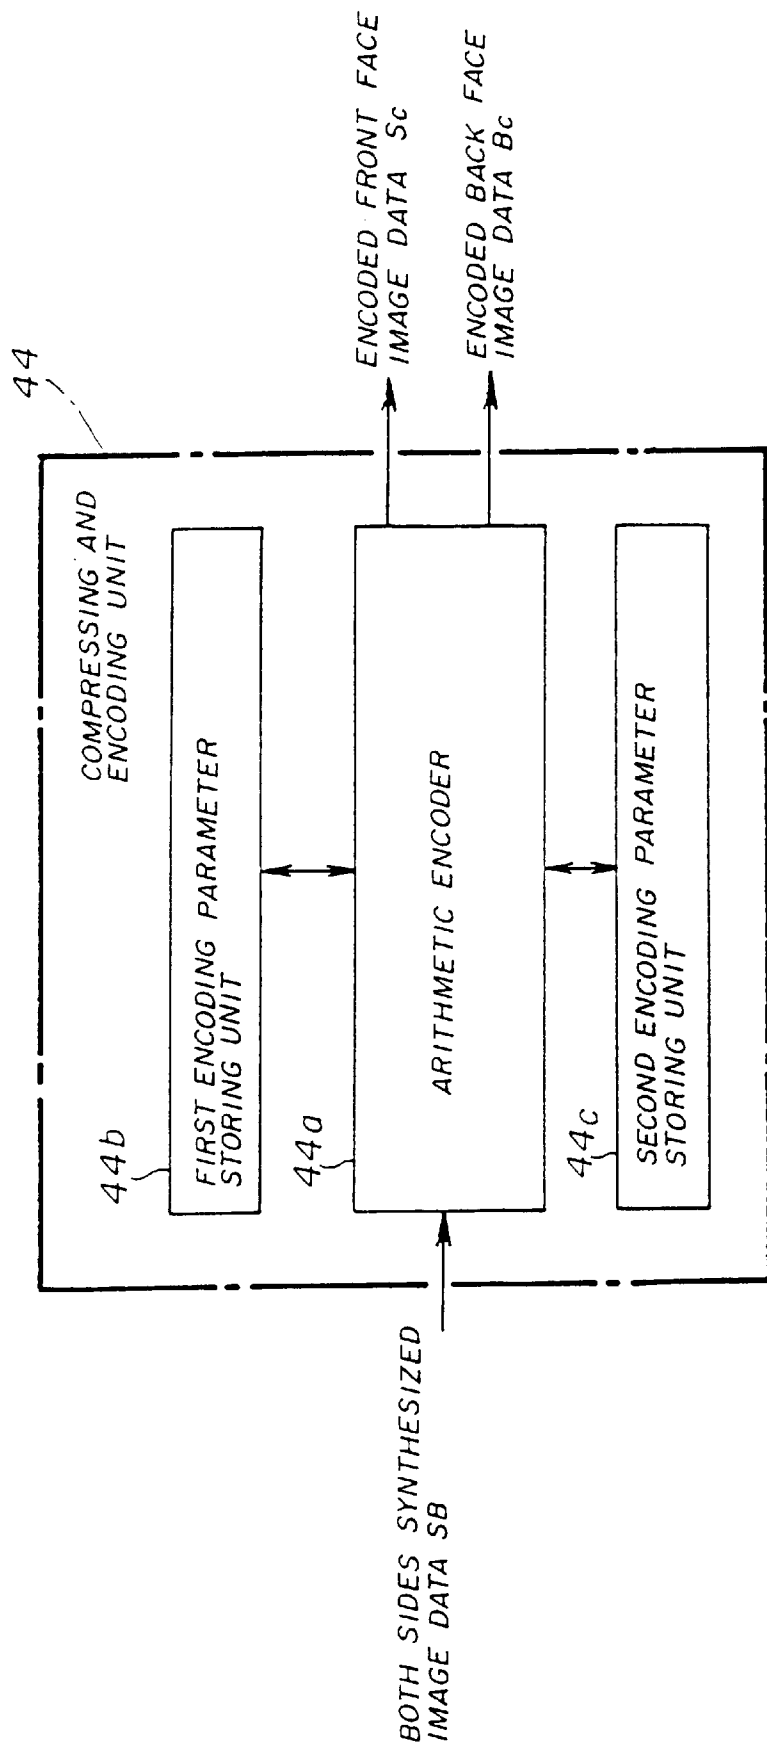 44
COMPRESSING AND
ENCODING UNIT
44b
FIRST ENCODING PARAMETER
STORING UNIT
44a
ARITHMETIC ENCODER
44c
SECOND ENCODING PARAMETER
STORING UNIT
BOTH SIDES SYNTHESIZED
IMAGE DATA SB
ENCODED FRONT FACE
IMAGE DATA Sc
ENCODED BACK FACE
IMAGE DATA Bc